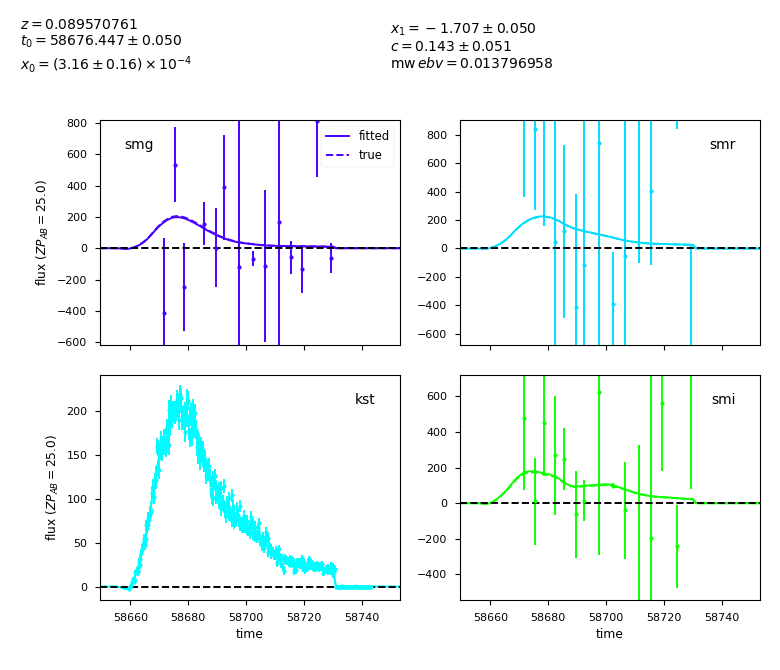 z = 0.089570761
t₀ = 58676.447 ± 0.050
x₀ = (3.16 ± 0.16) × 10⁻⁴
x₁ = −1.707 ± 0.050
c = 0.143 ± 0.051
mw ebv = 0.013796958
smg
fitted
true
800
600
400
200
0
−200
−400
−600
flux (ZP_AB = 25.0)
smr
800
600
400
200
0
−200
−400
−600
kst
200
150
100
50
0
flux (ZP_AB = 25.0)
58660 58680 58700 58720 58740
time
smi
600
400
200
0
−200
−400
58660 58680 58700 58720 58740
time